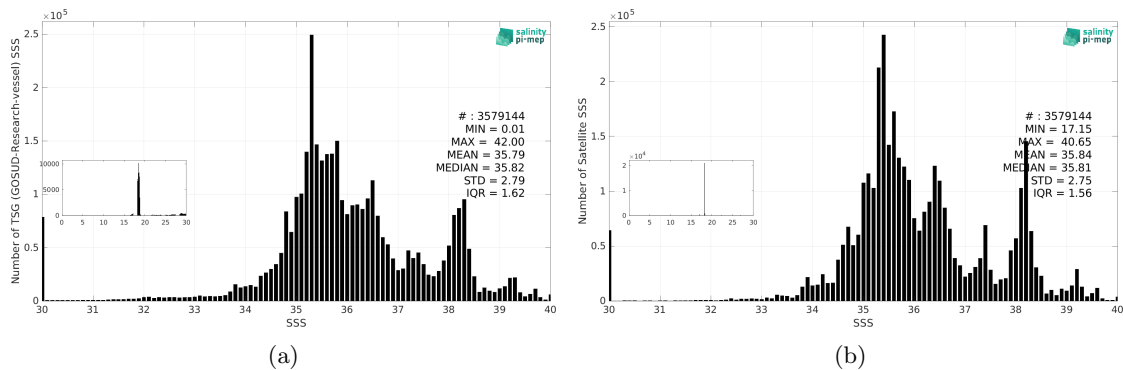 ×10⁵
2.5
2
1.5
1
0.5
0
Number of TSG (GOSUD-Research-vessel) SSS
salinity
pi-mep
# : 3579144
MIN = 0.01
MAX = 42.00
MEAN = 35.79
MEDIAN = 35.82
STD = 2.79
IQR = 1.62
10000
5000
0
0 5 10 15 20 25 30
30 31 32 33 34 35 36 37 38 39 40
SSS
(a)
×10⁵
2.5
2
1.5
1
0.5
0
Number of Satellite SSS
salinity
pi-mep
# : 3579144
MIN = 17.15
MAX = 40.65
MEAN = 35.84
MEDIAN = 35.81
STD = 2.75
IQR = 1.56
×10⁴
2
1
0
0 5 10 15 20 25 30
30 31 32 33 34 35 36 37 38 39 40
SSS
(b)